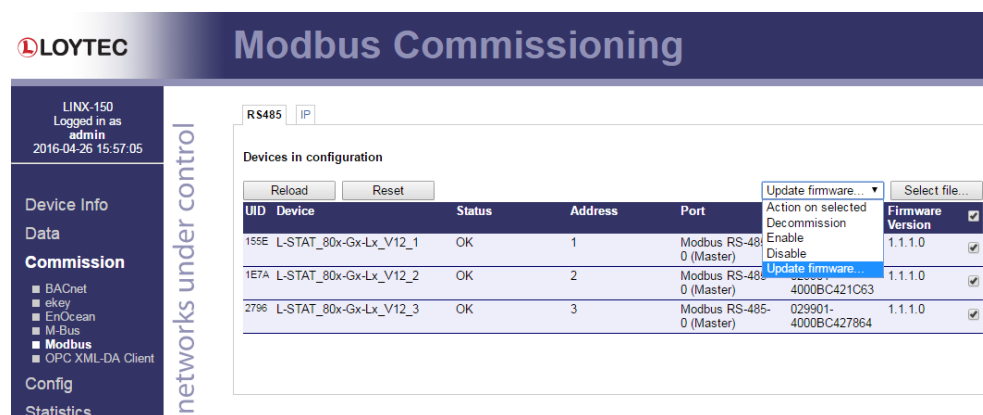 LOYTEC
Modbus Commissioning
LINX-150
Logged in as
admin
2016-04-26 15:57:05
Device Info
Data
Commission
BACnet
ekey
EnOcean
M-Bus
Modbus
OPC XML-DA Client
Config
Statistics
networks under control
RS485 IP
Devices in configuration
Reload Reset Update firmware... Select file...
Action on selected
Decommission
Enable
Disable
Update firmware...
UID Device Status Address Port Firmware
Version
155E L-STAT_80x-Gx-Lx_V12_1 OK 1 Modbus RS-485 1.1.1.0
0 (Master)
1E7A L-STAT_80x-Gx-Lx_V12_2 OK 2 Modbus RS-485- 1.1.1.0
0 (Master) 4000BC421C63
2796 L-STAT_80x-Gx-Lx_V12_3 OK 3 Modbus RS-485- 029901- 1.1.1.0
0 (Master) 4000BC427864